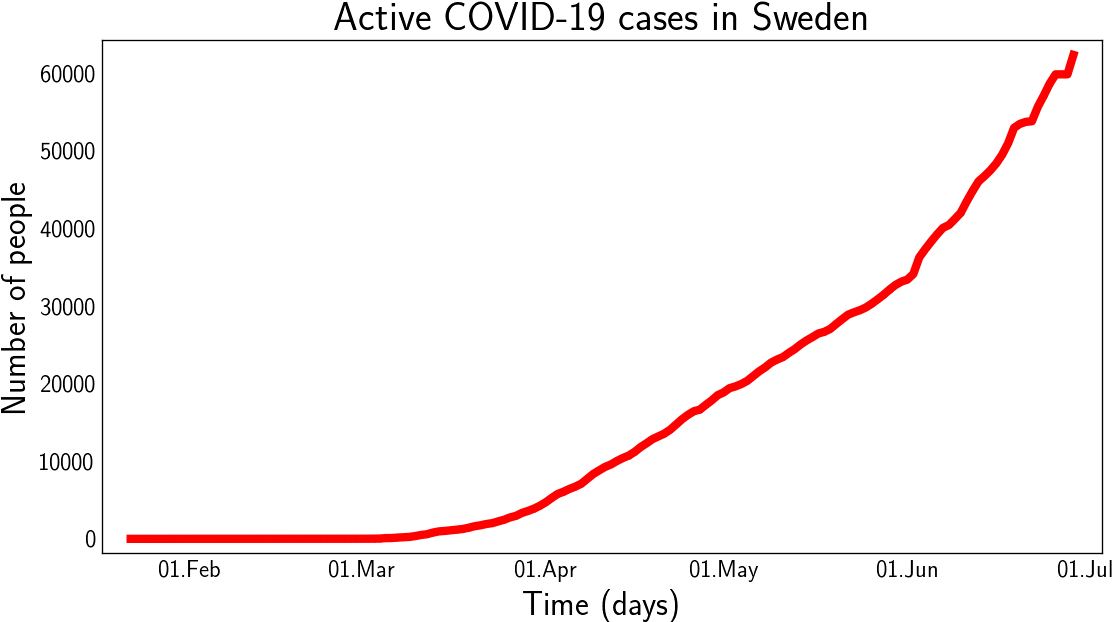 Active COVID-19 cases in Sweden
Number of people
60000
50000
40000
30000
20000
10000
0
01.Feb 01.Mar 01.Apr 01.May 01.Jun 01.Jul
Time (days)